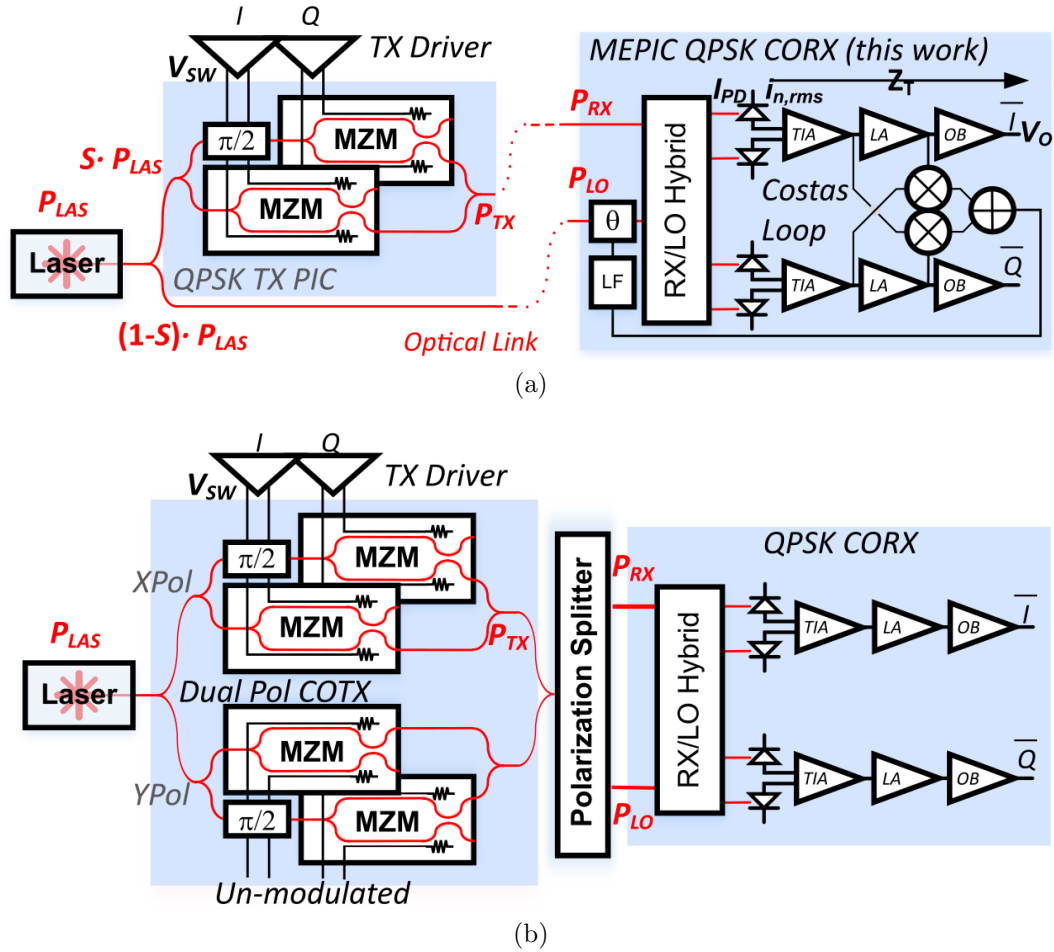 I Q
TX Driver
MEPIC QPSK CORX (this work)
V_SW
I_PD i_n,rms Z_T
P_RX
π/2 MZM
TIA LA OB I V_O
S· P_LAS
P_LO
P_LAS
MZM
P_TX
θ
RX/LO Hybrid
Costas
Loop
Laser
LF
TIA LA OB Q
QPSK TX PIC
(1-S)· P_LAS
Optical Link
(a)
I Q
TX Driver
V_SW
QPSK CORX
π/2 MZM
XPol
P_RX
MZM
P_TX
TIA LA OB I
P_LAS
Laser
Dual Pol COTX
Polarization Splitter
RX/LO Hybrid
MZM
YPol
π/2 MZM
TIA LA OB Q
P_LO
Un-modulated
(b)